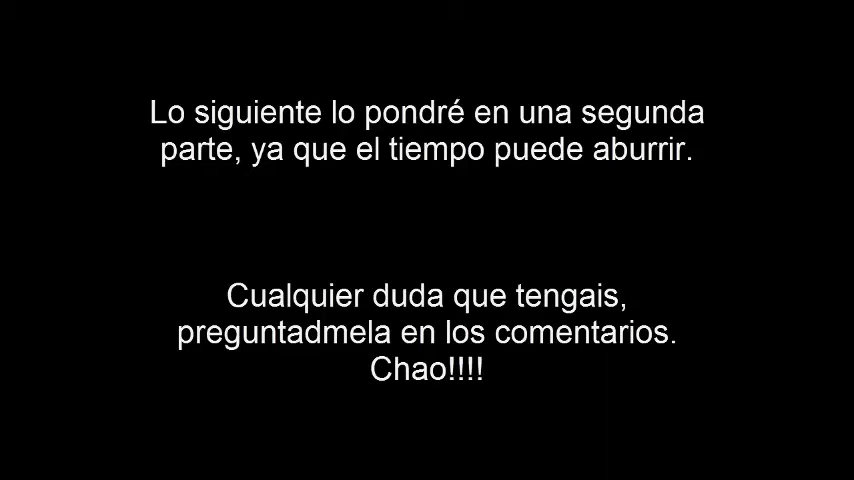 Lo siguiente lo pondré en una segunda
parte, ya que el tiempo puede aburrir.
Cualquier duda que tengais,
preguntadmela en los comentarios.
Chao!!!!